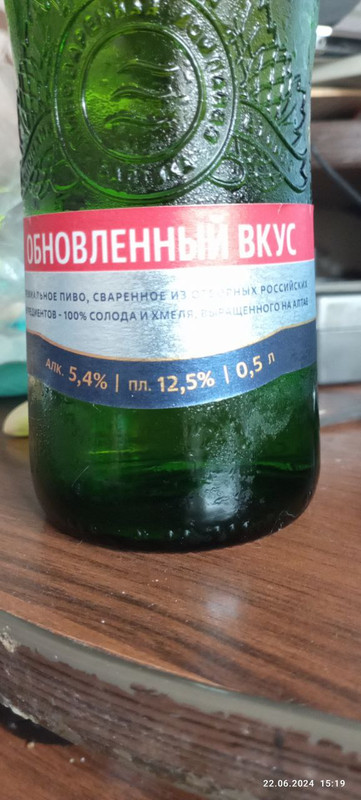 ОБНОВЛЕННЫЙ ВКУС
ПИВО, СВАРЕННОЕ ИЗ РОССИЙСКИХ
- 100% СОЛОДА И ХМЕЛЯ, ВЫРАЩЕННОГО НА АЛТАЕ
Алк. 5,4% | пл. 12,5% | 0,5 л
22.06.2024 15:19